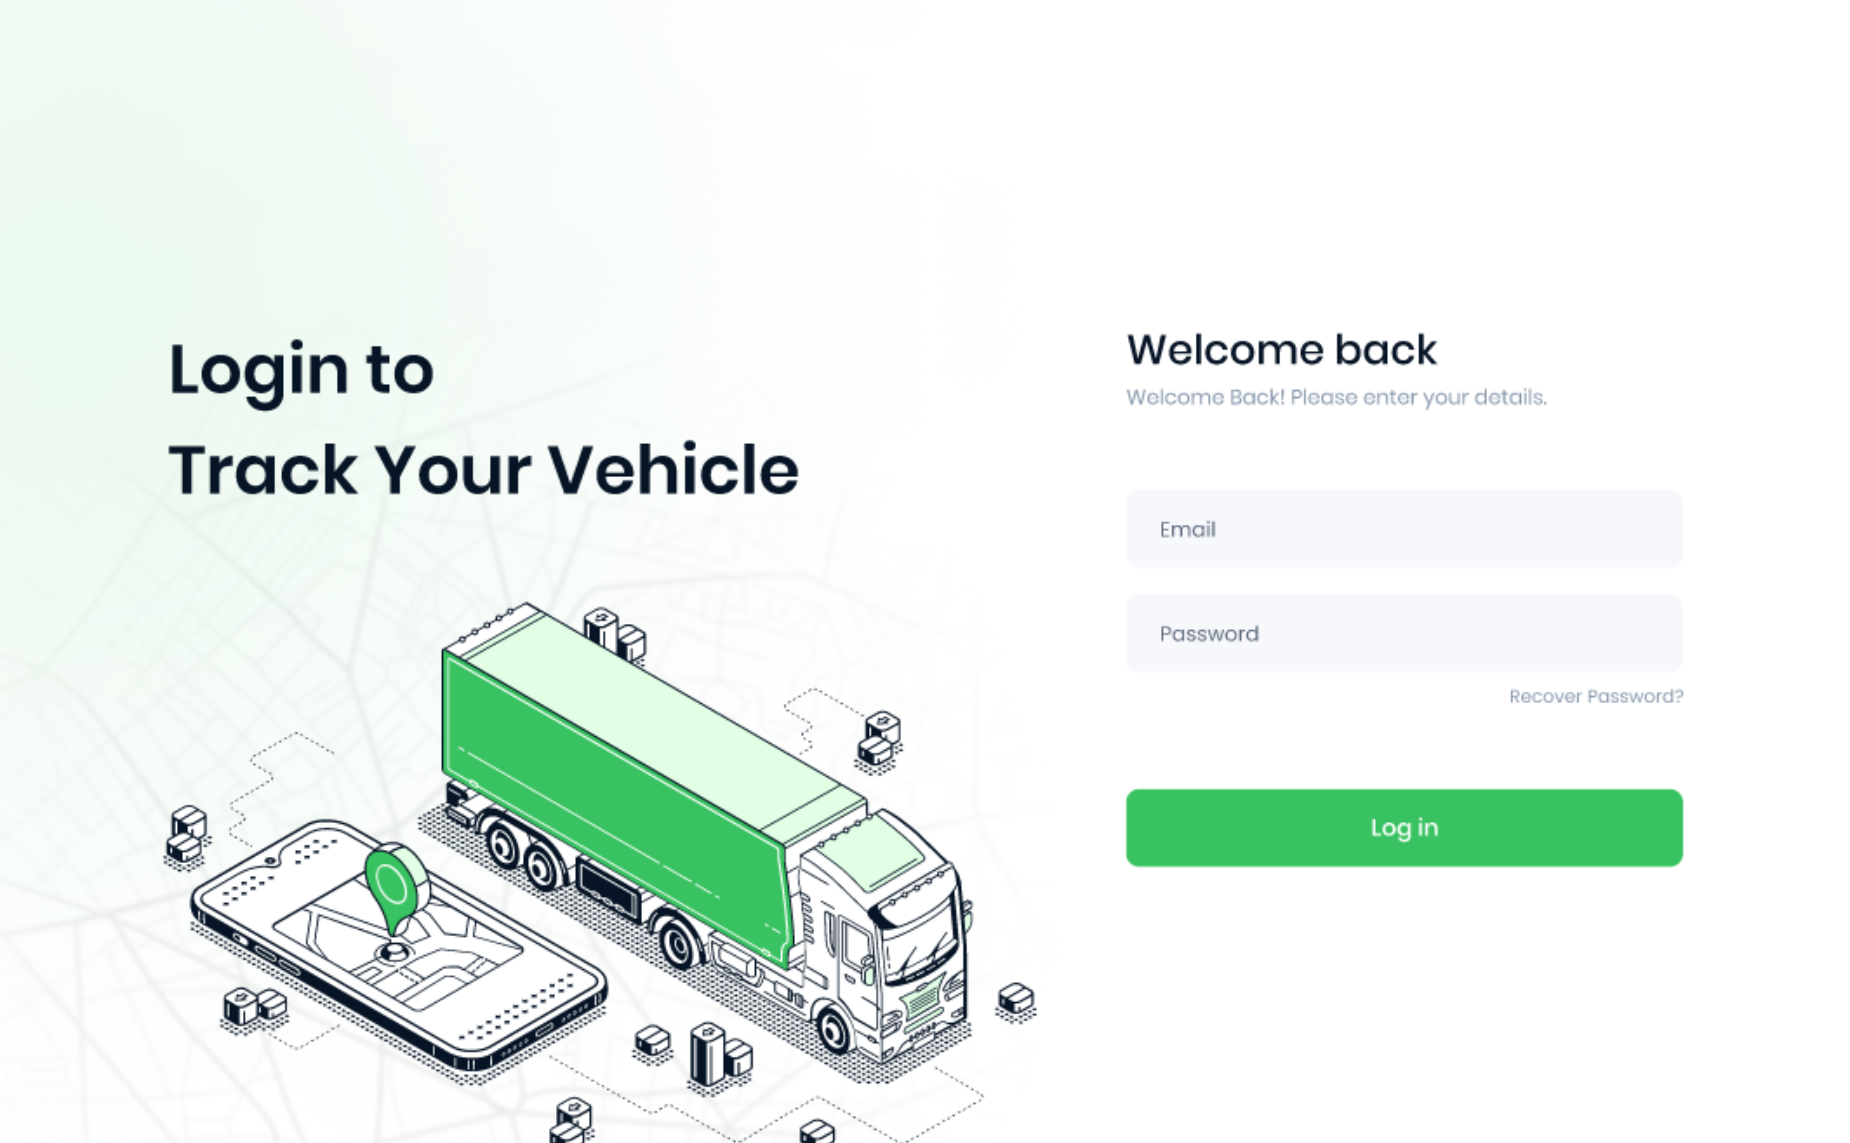 Login to
Track Your Vehicle
Welcome back
Welcome Back! Please enter your details.
Email
Password
Recover Password?
Log in